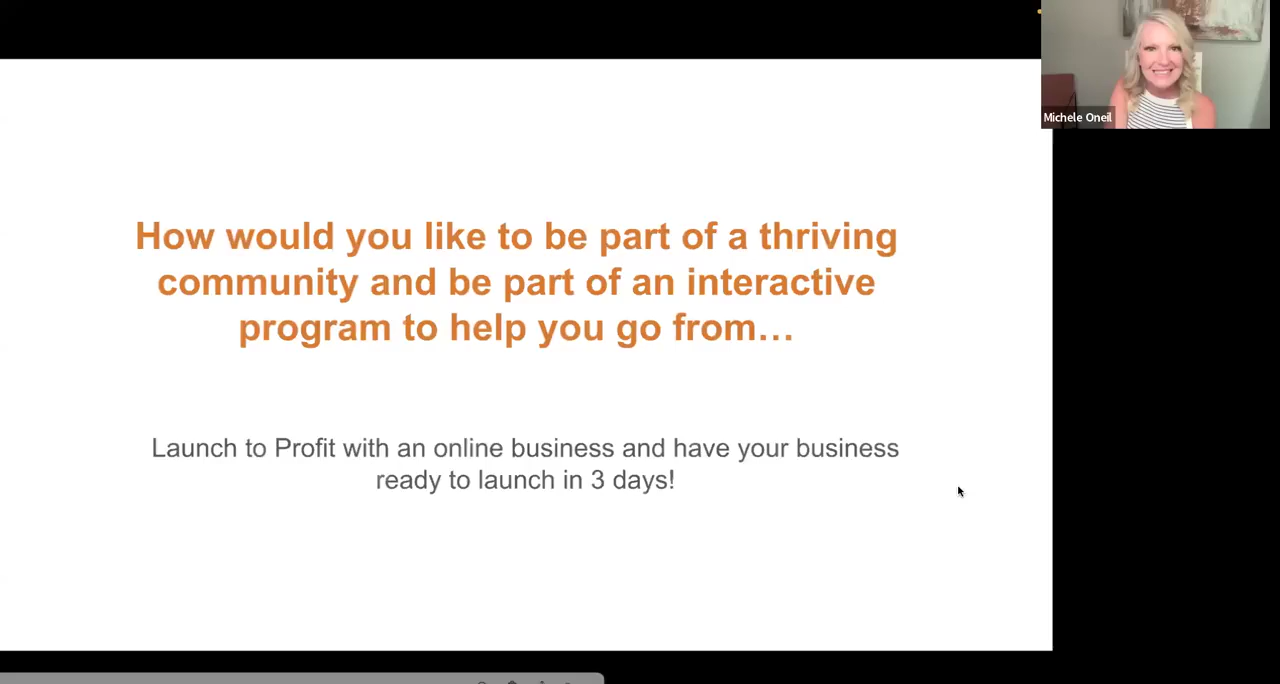 Michele Oneil
How would you like to be part of a thriving
community and be part of an interactive
program to help you go from…
Launch to Profit with an online business and have your business
ready to launch in 3 days!